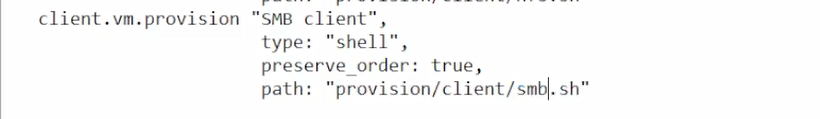 client.vm.provision "SMB client",
type: "shell",
preserve_order: true,
path: "provision/client/smb.sh"